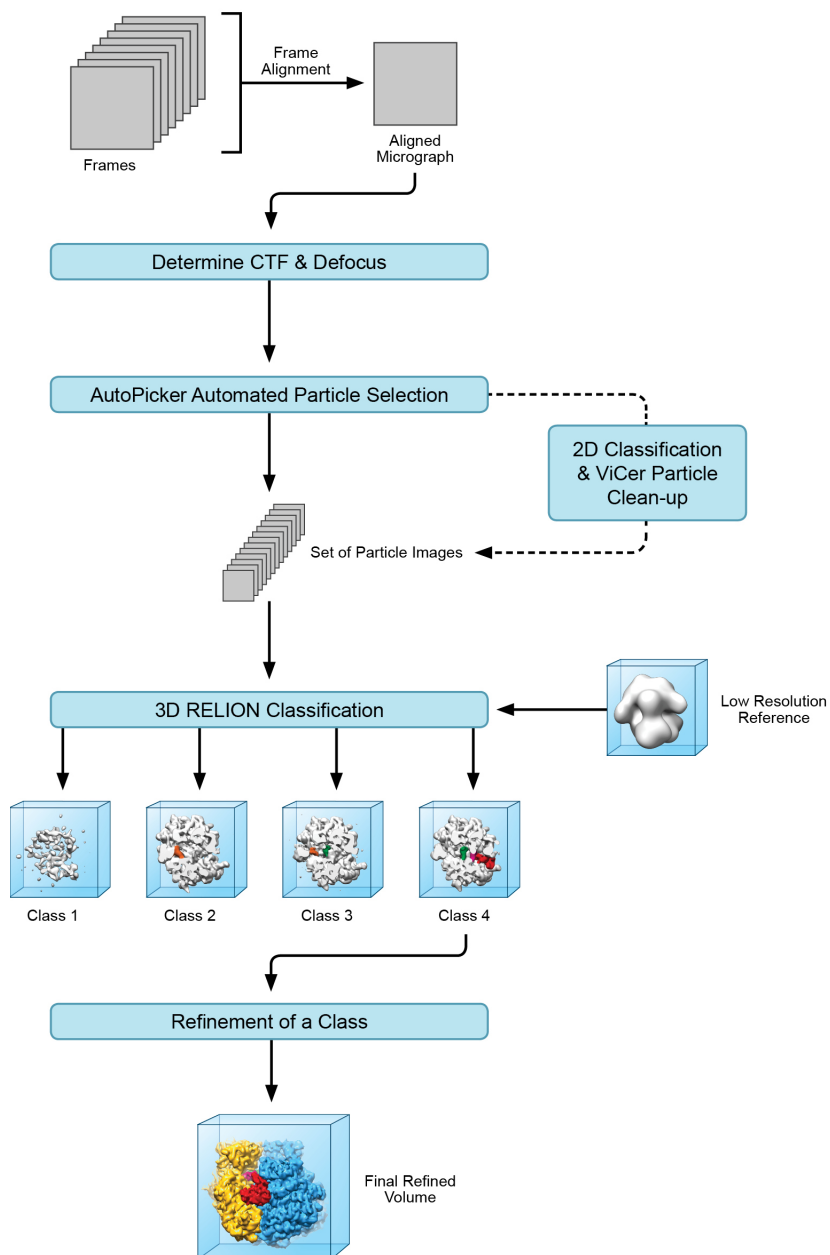 Frame
Alignment
Frames
Aligned
Micrograph
Determine CTF & Defocus
AutoPicker Automated Particle Selection
2D Classification
& ViCer Particle
Clean-up
Set of Particle Images
3D RELION Classification
Low Resolution
Reference
Class 1
Class 2
Class 3
Class 4
Refinement of a Class
Final Refined
Volume